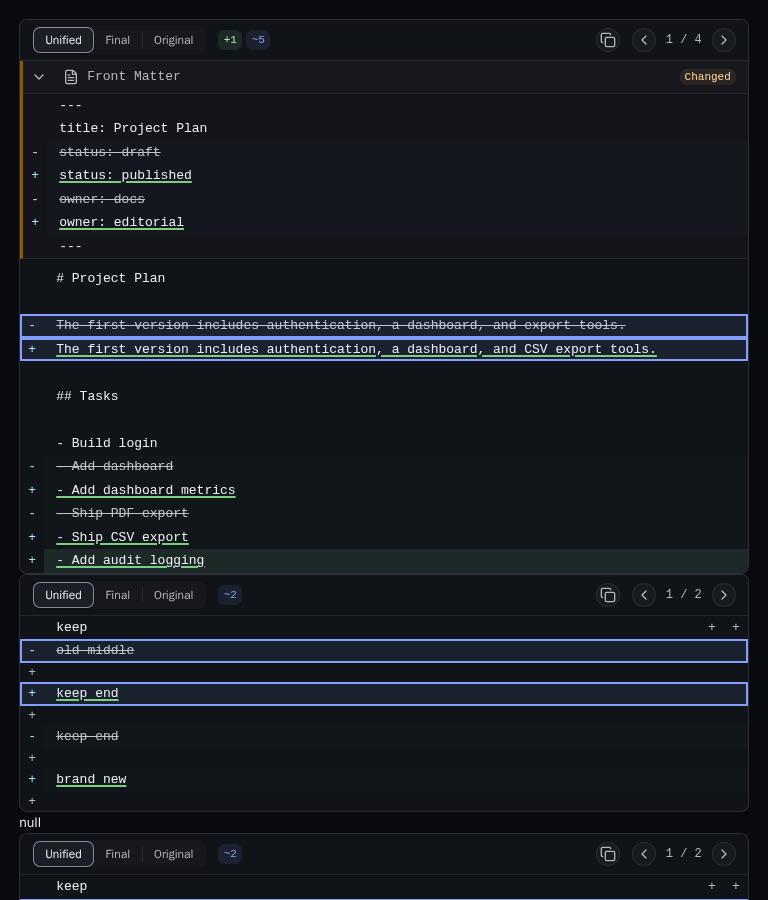 Unified Final Original +1 ~5 1 / 4
Front Matter Changed
---
title: Project Plan
- status: draft
+ status: published
- owner: docs
+ owner: editorial
---
# Project Plan
- The first version includes authentication, a dashboard, and export tools.
+ The first version includes authentication, a dashboard, and CSV export tools.
## Tasks
- Build login
- - Add dashboard
+ - Add dashboard metrics
- - Ship PDF export
+ - Ship CSV export
+ - Add audit logging
Unified Final Original ~2 1 / 2
keep + +
- old middle
+
+ keep end
+
- keep end
+
+ brand new
+
null
Unified Final Original ~2 1 / 2
keep + +